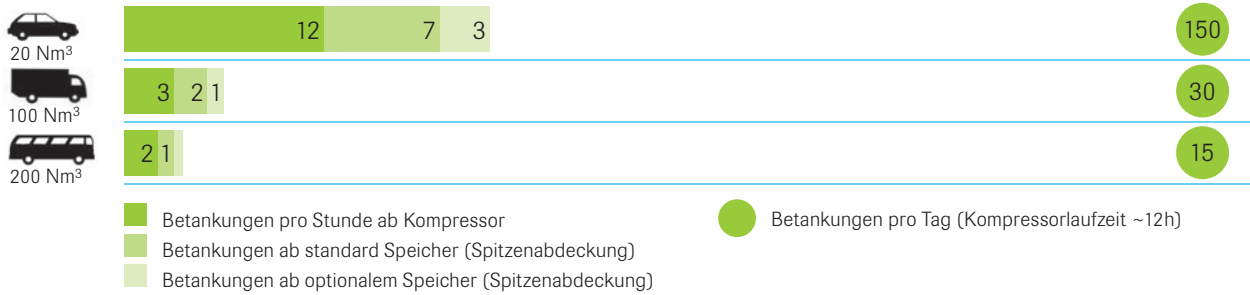 12 7 3 150
20 Nm³
3 2 1 30
100 Nm³
2 1 15
200 Nm³
Betankungen pro Stunde ab Kompressor
Betankungen ab standard Speicher (Spitzenabdeckung)
Betankungen ab optionalem Speicher (Spitzenabdeckung)
Betankungen pro Tag (Kompressorlaufzeit ~12h)